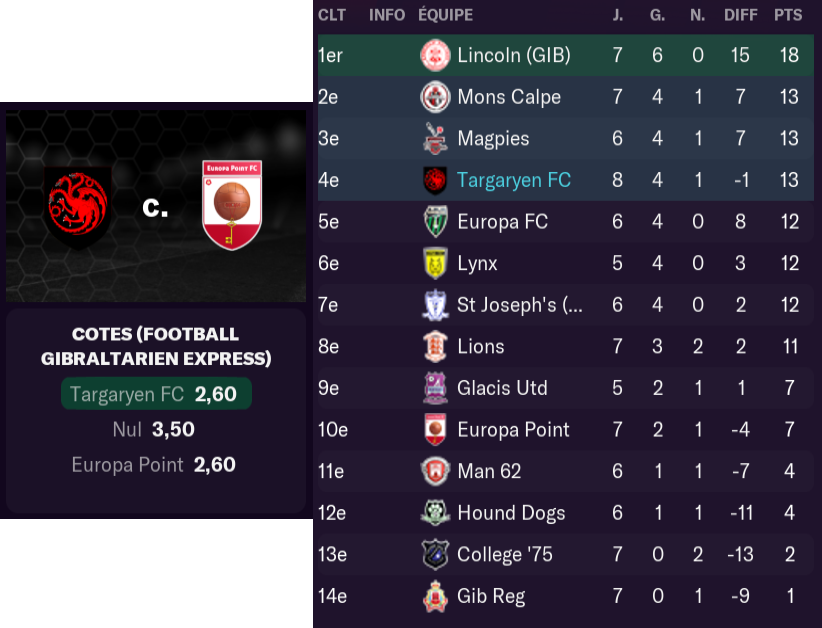 EUROPA POINT FC
C.
COTES (FOOTBALL
GIBRALTARIEN EXPRESS)
Targaryen FC 2,60
Nul 3,50
Europa Point 2,60
CLT INFO ÉQUIPE J. G. N. DIFF PTS
1er Lincoln (GIB) 7 6 0 15 18
2e Mons Calpe 7 4 1 7 13
3e Magpies 6 4 1 7 13
4e Targaryen FC 8 4 1 -1 13
5e Europa FC 6 4 0 8 12
6e Lynx 5 4 0 3 12
7e St Joseph's (... 6 4 0 2 12
8e Lions 7 3 2 2 11
9e Glacis Utd 5 2 1 1 7
10e Europa Point 7 2 1 -4 7
11e Man 62 6 1 1 -7 4
12e Hound Dogs 6 1 1 -11 4
13e College '75 7 0 2 -13 2
14e Gib Reg 7 0 1 -9 1